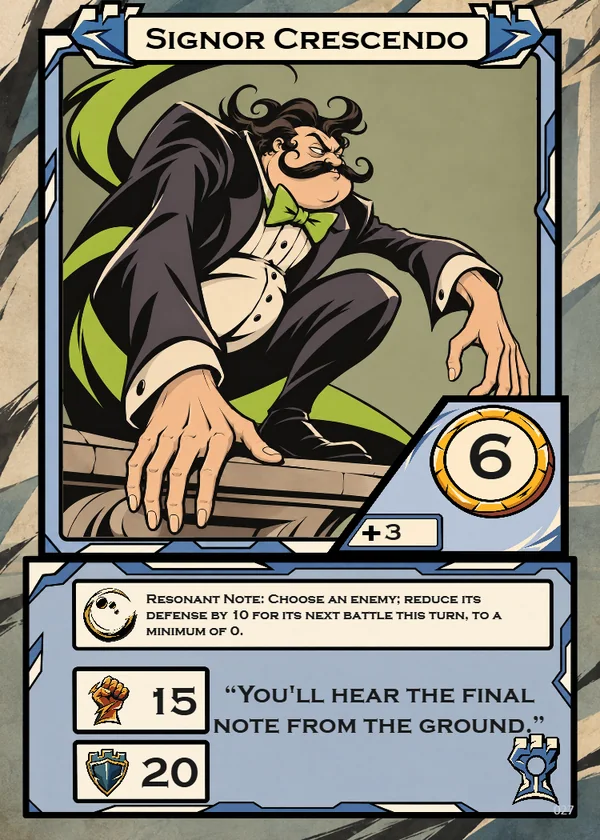 Signor Crescendo
6
+3
Resonant Note: Choose an enemy; reduce its
defense by 10 for its next battle this turn, to a
minimum of 0.
15
“You'll hear the final
note from the ground.”
20
027